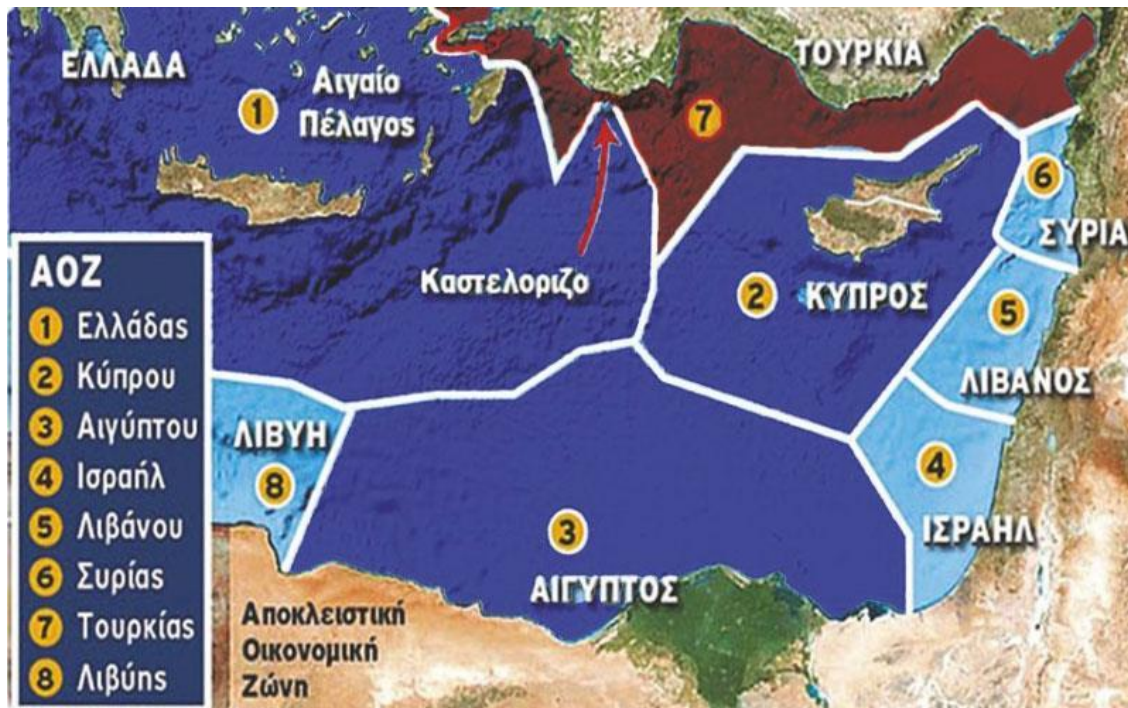 ΕΛΛΑΔΑ
1
Αιγαίο
Πέλαγος
ΤΟΥΡΚΙΑ
7
6
ΣΥΡΙΑ
Καστελοριζο
2
ΚΥΠΡΟΣ
5
ΛΙΒΑΝΟΣ
ΛΙΒΥΗ
8
4
ΙΣΡΑΗΛ
3
ΑΙΓΥΠΤΟΣ
ΑΟΖ
1 Ελλάδας
2 Κύπρου
3 Αιγύπτου
4 Ισραήλ
5 Λιβάνου
6 Συρίας
7 Τουρκίας
8 Λιβύης
Αποκλειστική
Οικονομική
Ζώνη